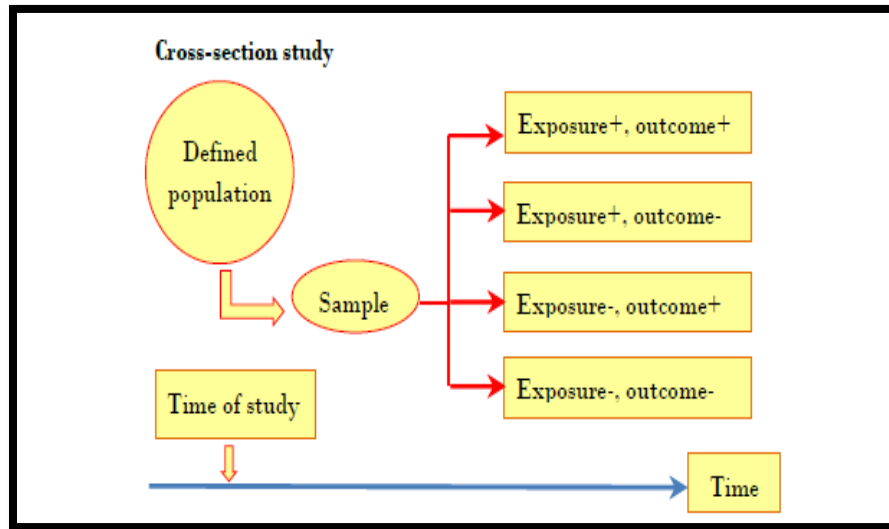 Cross-section study
Defined
population
Sample
Exposure+, outcome+
Exposure+, outcome-
Exposure-, outcome+
Exposure-, outcome-
Time of study
Time